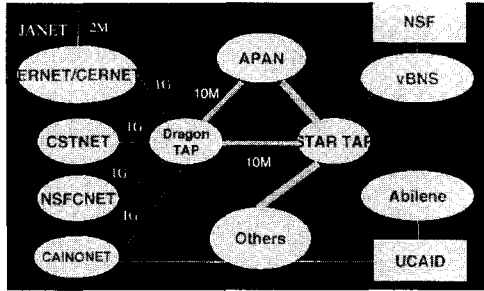 JANET
2M
NSF
APAN
ERNET/CERNET
vBNS
1G
10M
CSTNET
1G
Dragon
TAP
STAR TAP
10M
1G
NSFCNET
1G
Abilene
Others
CAINONET
UCAID